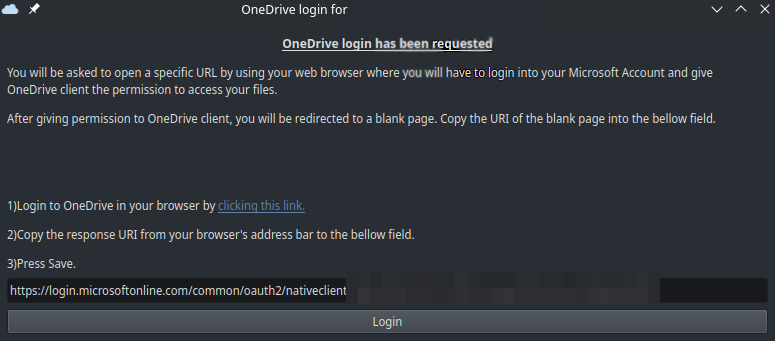 OneDrive login for
OneDrive login has been requested
You will be asked to open a specific URL by using your web browser where you will have to login into your Microsoft Account and give
OneDrive client the permission to access your files.
After giving permission to OneDrive client, you will be redirected to a blank page. Copy the URI of the blank page into the bellow field.
1)Login to OneDrive in your browser by clicking this link.
2)Copy the response URI from your browser's address bar to the bellow field.
3)Press Save.
https://login.microsoftonline.com/common/oauth2/nativeclient
Login